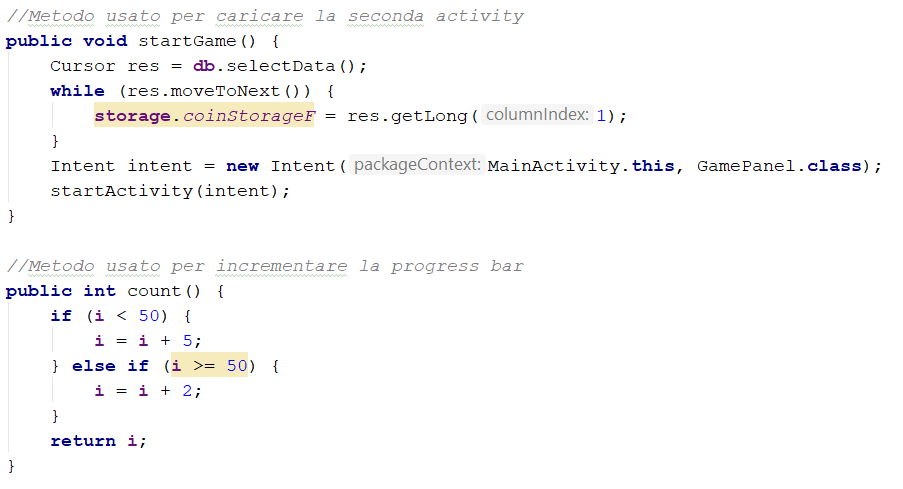 //Metodo usato per caricare la seconda activity
public void startGame() {
    Cursor res = db.selectData();
    while (res.moveToNext()) {
        storage.coinStorageF = res.getLong( columnIndex: 1);
    }
    Intent intent = new Intent( packageContext: MainActivity.this, GamePanel.class);
    startActivity(intent);
}

//Metodo usato per incrementare la progress bar
public int count() {
    if (i < 50) {
        i = i + 5;
    } else if (i >= 50) {
        i = i + 2;
    }
    return i;
}